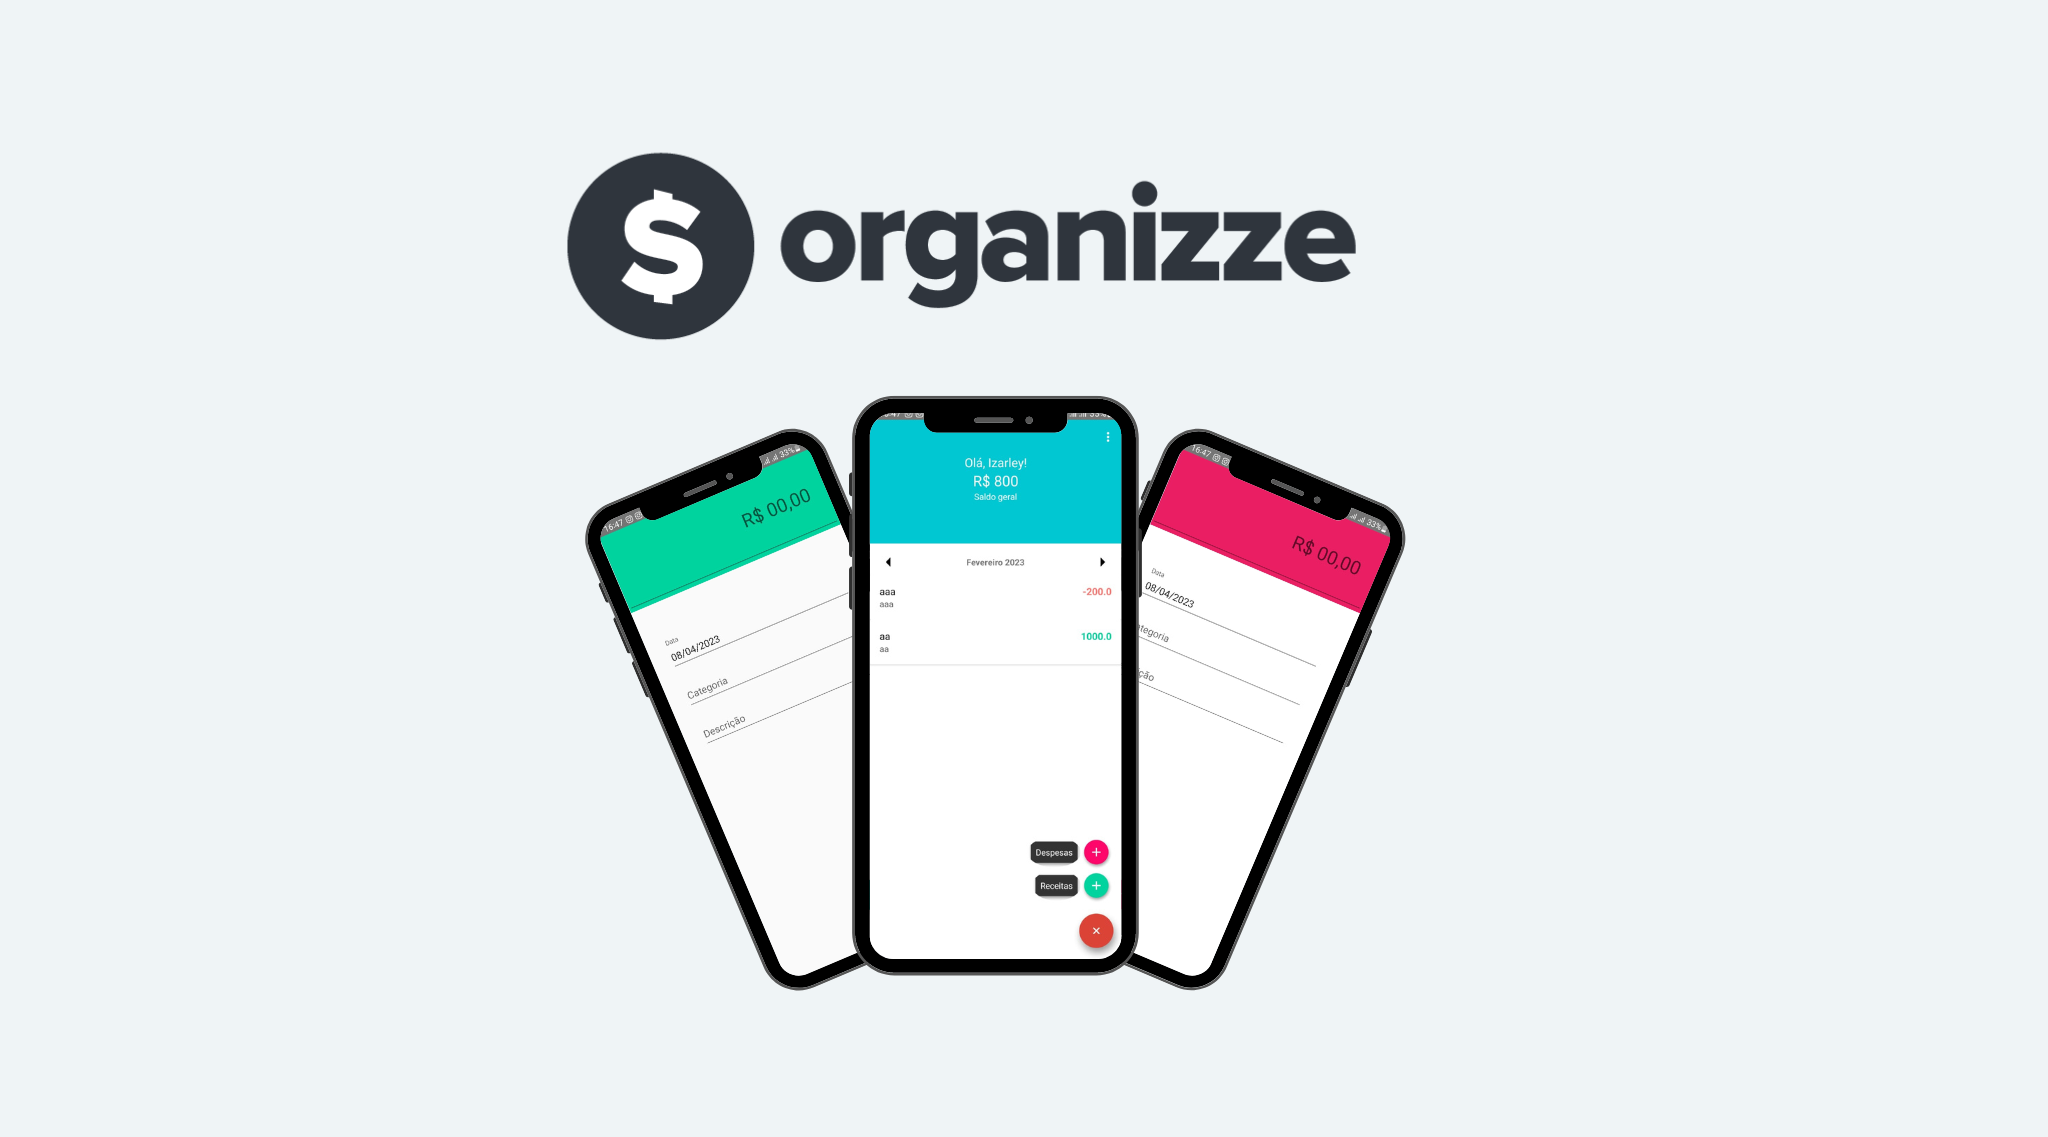 organizze
16:47
33%
R$ 00,00
Data
08/04/2023
Categoria
Descrição
33%
Olá, Izarley!
R$ 800
Saldo geral
Fevereiro 2023
aaa
-200.0
aaa
aa
1000.0
aa
Despesas
Receitas
16:47
33%
R$ 00,00
Data
08/04/2023
tegoria
ição